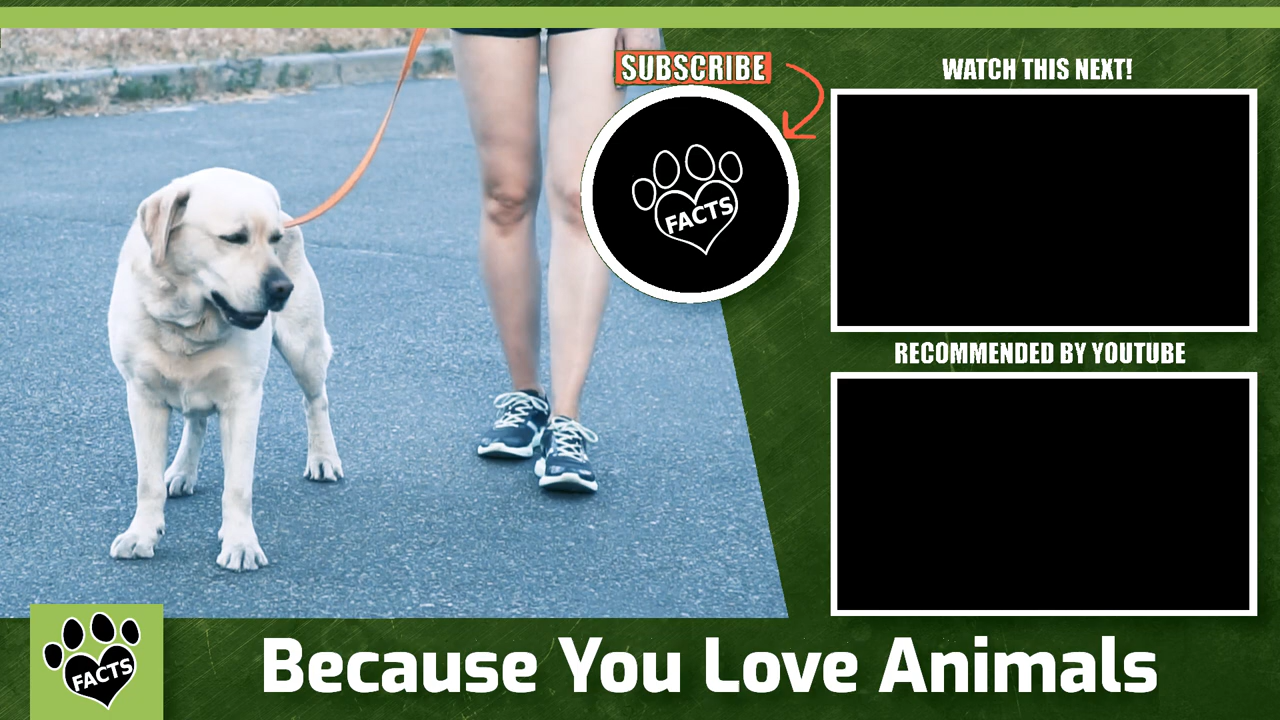 SUBSCRIBE
WATCH THIS NEXT!
FACTS
RECOMMENDED BY YOUTUBE
FACTS
Because You Love Animals